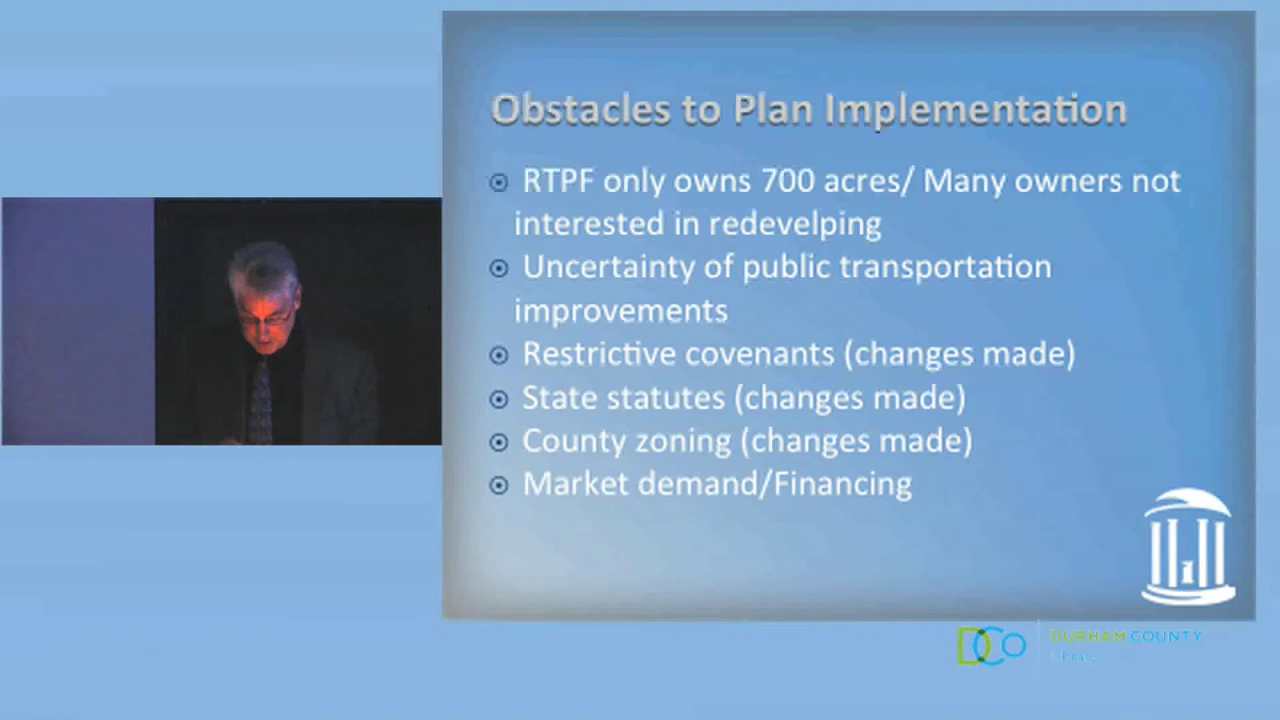 Obstacles to Plan Implementation
RTPF only owns 700 acres/ Many owners not
interested in redevelping
Uncertainty of public transportation
improvements
Restrictive covenants (changes made)
State statutes (changes made)
County zoning (changes made)
Market demand/Financing
DCo DURHAM COUNTY